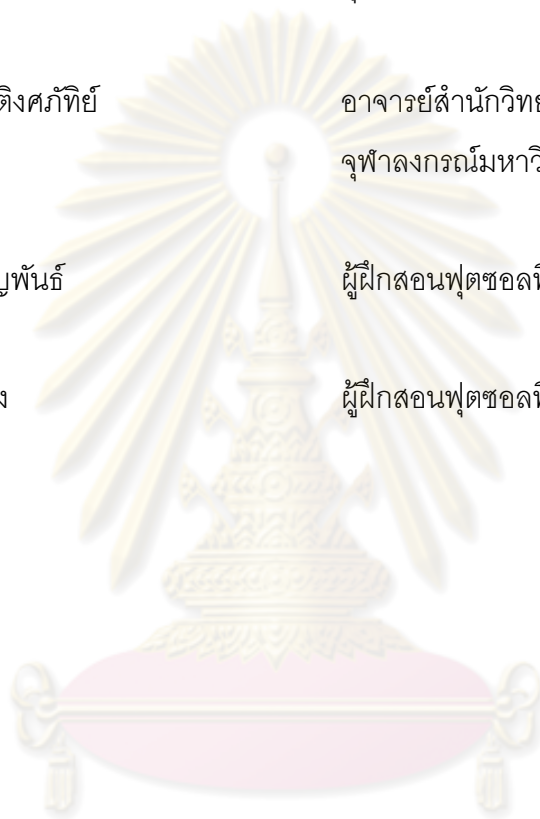 ติงศภัทิย์ อาจารย์สำนักวิทย
จุฬาลงกรณ์มหาวิ
ญพันธ์ ผู้ฝึกสอนฟุตซอลที
ง ผู้ฝึกสอนฟุตซอลที